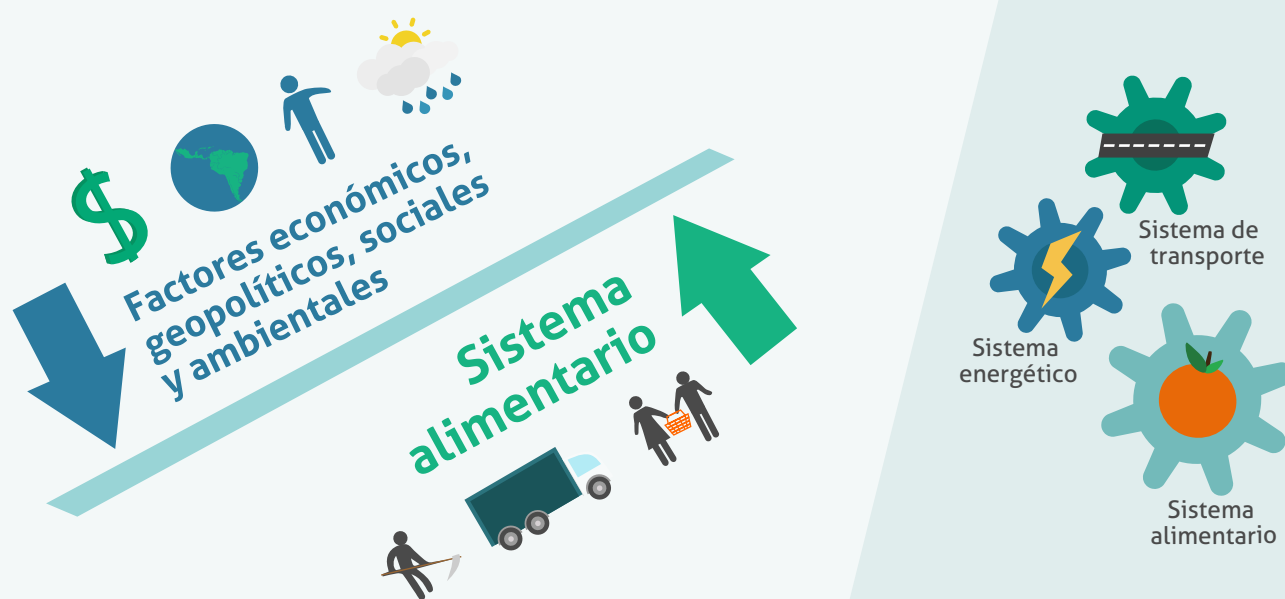 Factores económicos,
geopolíticos, sociales
y ambientales
Sistema
alimentario
Sistema de
transporte
Sistema
energético
Sistema
alimentario